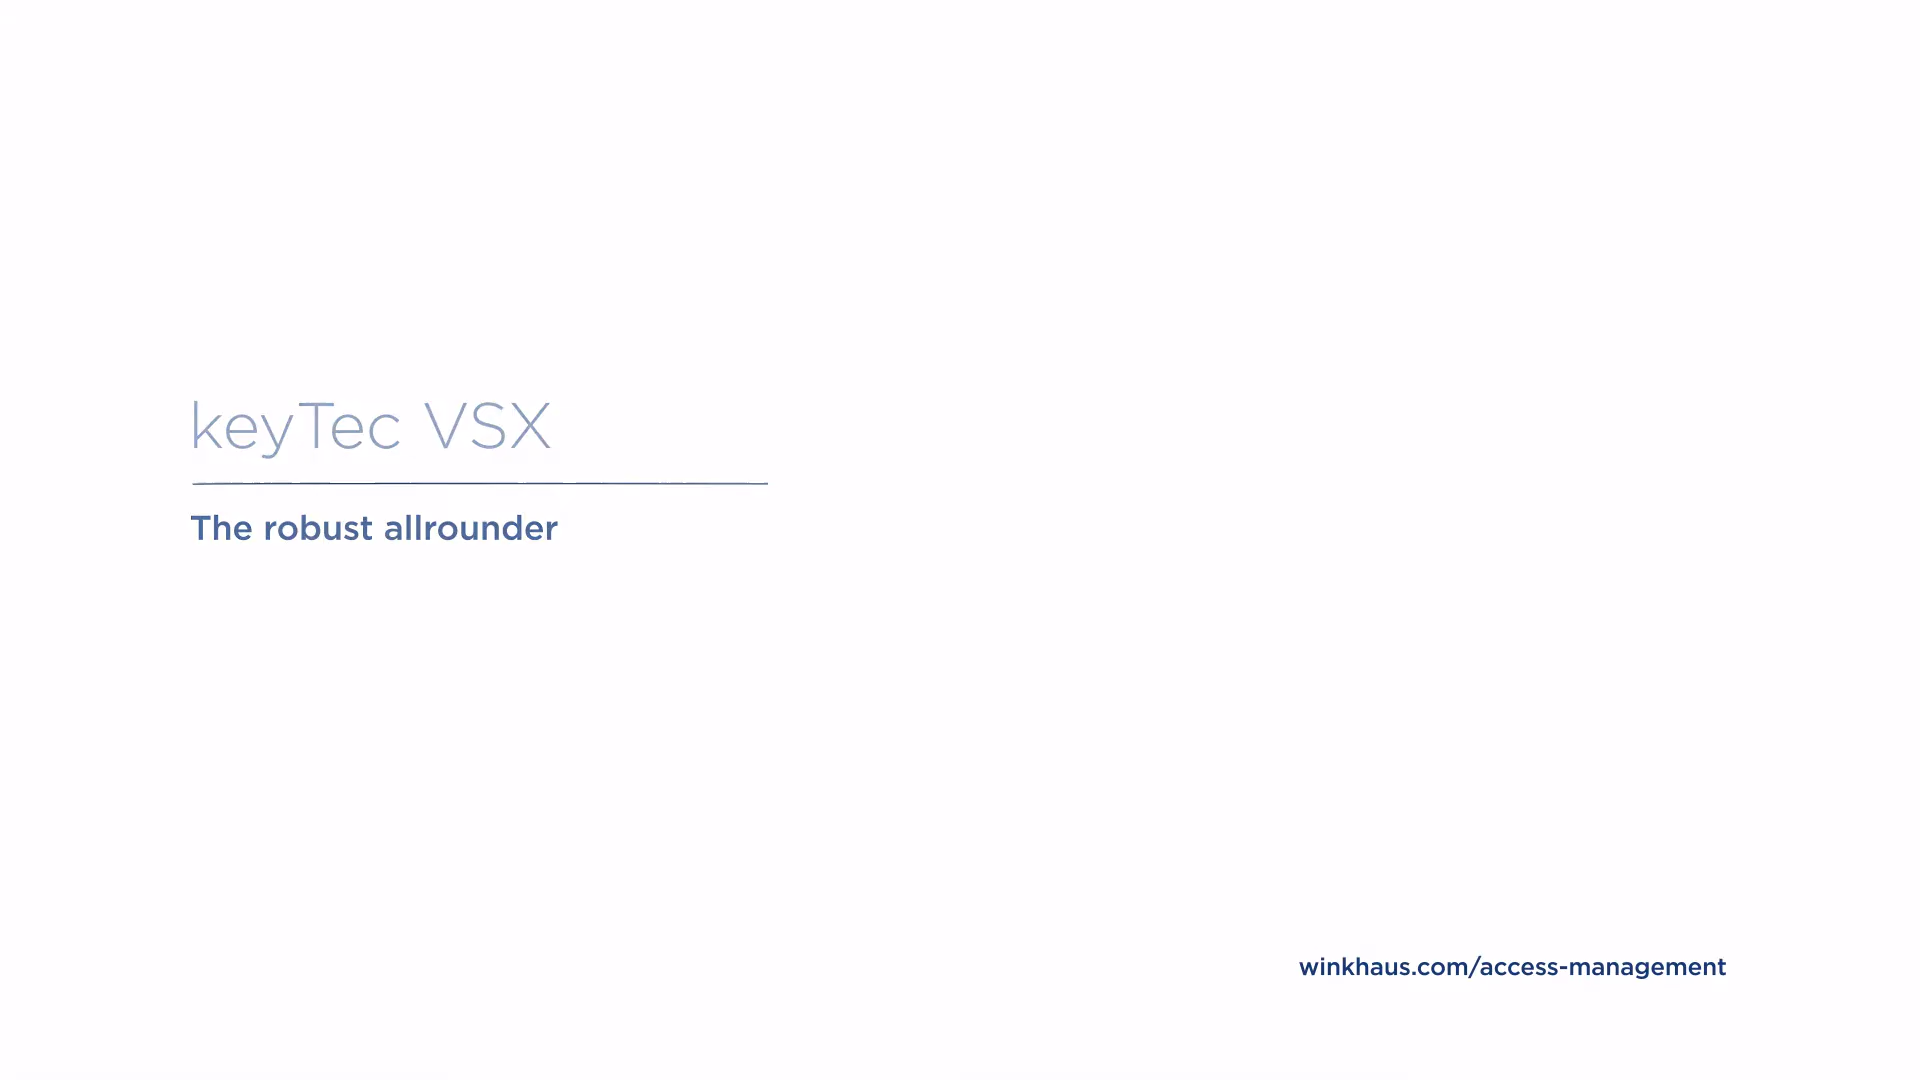 keyTec VSX
The robust allrounder
winkhaus.com/access-management